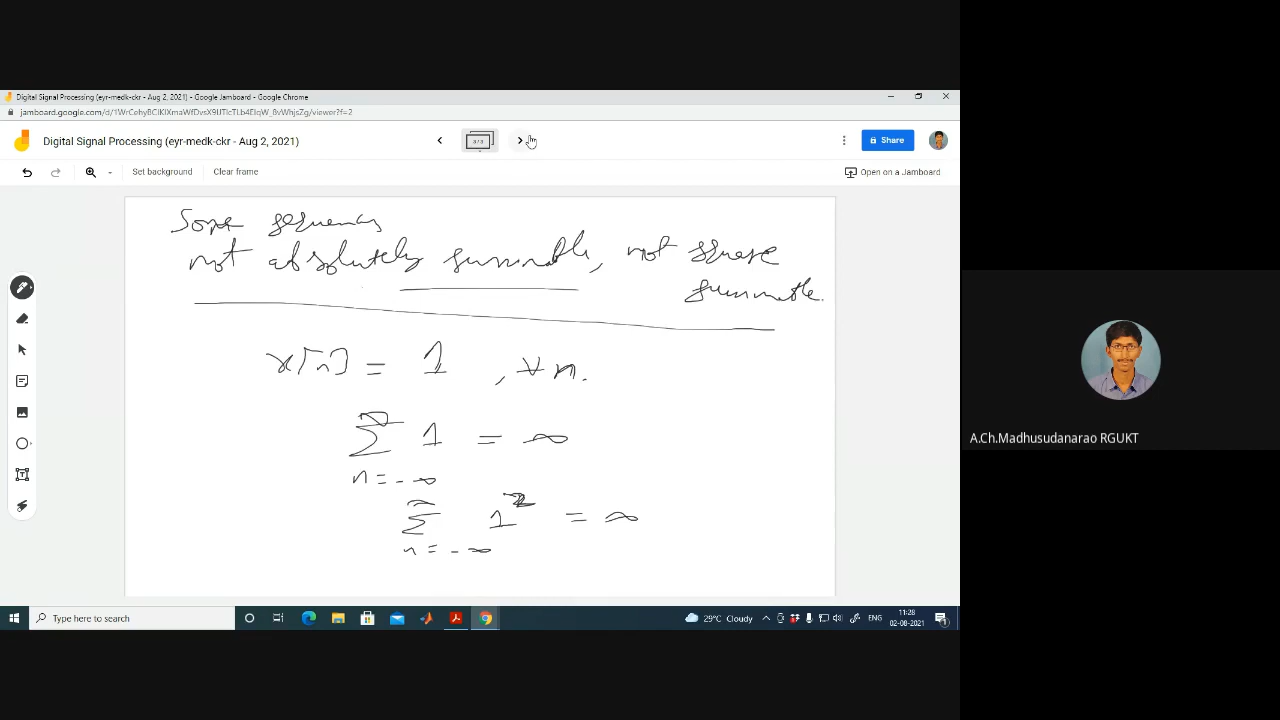 Digital Signal Processing (eyr-medk-ckr - Aug 2, 2021) - Google Jamboard - Google Chrome
Digital Signal Processing (eyr-medk-ckr - Aug 2, 2021)
Share
Set background
Clear frame
Open on a Jamboard
Some sequences
not absolutely summable, not square
summable.
x[n] = 1 , ∀ n.
∞
∑ 1 = ∞
n = - ∞
∞
∑ 1² = ∞
n = - ∞
A.Ch.Madhusudanarao RGUKT
Type here to search
29°C Cloudy
ENG
11:28
02-08-2021